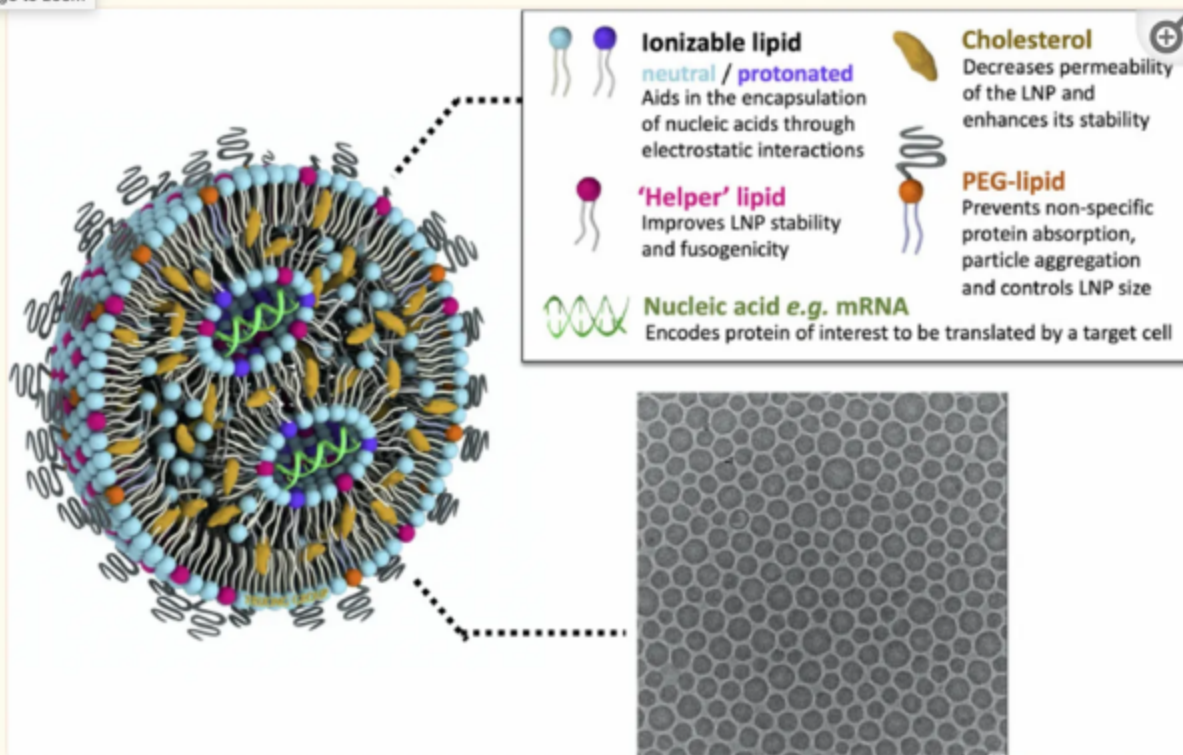 Ionizable lipid
neutral / protonated
Aids in the encapsulation
of nucleic acids through
electrostatic interactions
'Helper' lipid
Improves LNP stability
and fusogenicity
Cholesterol
Decreases permeability
of the LNP and
enhances its stability
PEG-lipid
Prevents non-specific
protein absorption,
particle aggregation
and controls LNP size
Nucleic acid e.g. mRNA
Encodes protein of interest to be translated by a target cell